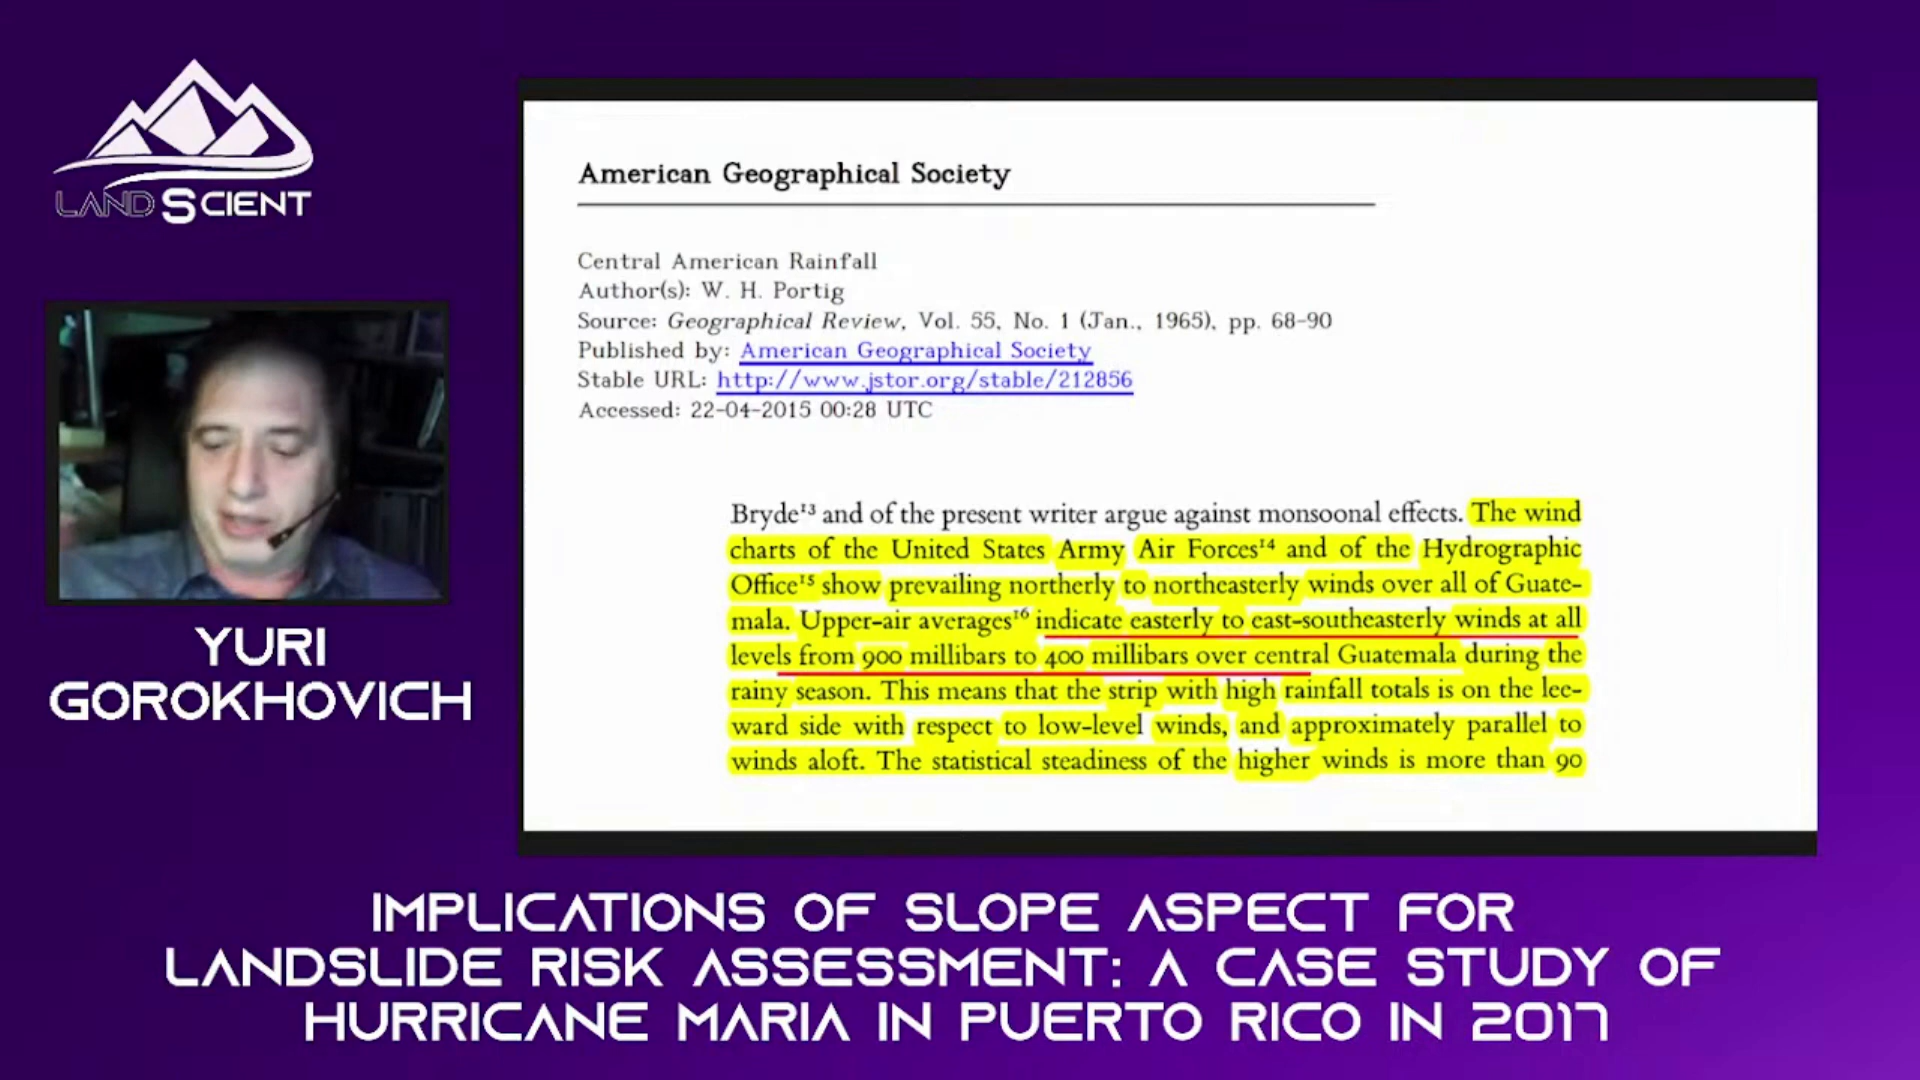 LANDSCIENT
American Geographical Society
Central American Rainfall
Author(s): W. H. Portig
Source: Geographical Review, Vol. 55, No. 1 (Jan., 1965), pp. 68-90
Published by: American Geographical Society
Stable URL: http://www.jstor.org/stable/212856
Accessed: 22-04-2015 00:28 UTC
Bryde¹³ and of the present writer argue against monsoonal effects. The wind
charts of the United States Army Air Forces¹⁴ and of the Hydrographic
Office¹⁵ show prevailing northerly to northeasterly winds over all of Guate-
mala. Upper-air averages¹⁶ indicate easterly to east-southeasterly winds at all
levels from 900 millibars to 400 millibars over central Guatemala during the
rainy season. This means that the strip with high rainfall totals is on the lee-
ward side with respect to low-level winds, and approximately parallel to
winds aloft. The statistical steadiness of the higher winds is more than 90
YURI
GOROKHOVICH
IMPLICATIONS OF SLOPE ASPECT FOR
LANDSLIDE RISK ASSESSMENT: A CASE STUDY OF
HURRICANE MARIA IN PUERTO RICO IN 2017